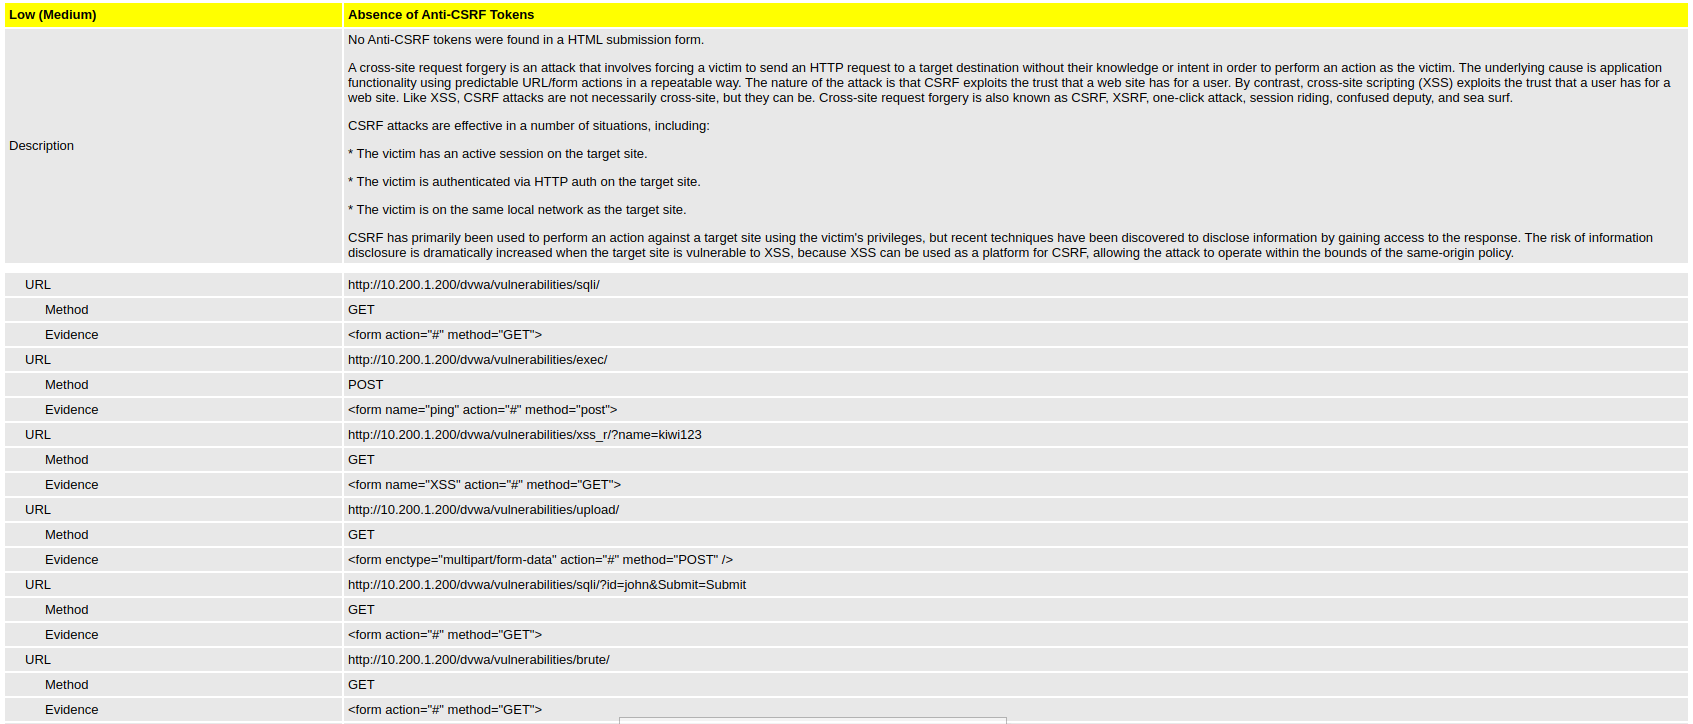 Low (Medium) Absence of Anti-CSRF Tokens
No Anti-CSRF tokens were found in a HTML submission form.
A cross-site request forgery is an attack that involves forcing a victim to send an HTTP request to a target destination without their knowledge or intent in order to perform an action as the victim. The underlying cause is application
functionality using predictable URL/form actions in a repeatable way. The nature of the attack is that CSRF exploits the trust that a web site has for a user. By contrast, cross-site scripting (XSS) exploits the trust that a user has for a
web site. Like XSS, CSRF attacks are not necessarily cross-site, but they can be. Cross-site request forgery is also known as CSRF, XSRF, one-click attack, session riding, confused deputy, and sea surf.
CSRF attacks are effective in a number of situations, including:
Description
* The victim has an active session on the target site.
* The victim is authenticated via HTTP auth on the target site.
* The victim is on the same local network as the target site.
CSRF has primarily been used to perform an action against a target site using the victim's privileges, but recent techniques have been discovered to disclose information by gaining access to the response. The risk of information
disclosure is dramatically increased when the target site is vulnerable to XSS, because XSS can be used as a platform for CSRF, allowing the attack to operate within the bounds of the same-origin policy.
URL http://10.200.1.200/dvwa/vulnerabilities/sqli/
Method GET
Evidence <form action="#" method="GET">
URL http://10.200.1.200/dvwa/vulnerabilities/exec/
Method POST
Evidence <form name="ping" action="#" method="post">
URL http://10.200.1.200/dvwa/vulnerabilities/xss_r/?name=kiwi123
Method GET
Evidence <form name="XSS" action="#" method="GET">
URL http://10.200.1.200/dvwa/vulnerabilities/upload/
Method GET
Evidence <form enctype="multipart/form-data" action="#" method="POST" />
URL http://10.200.1.200/dvwa/vulnerabilities/sqli/?id=john&Submit=Submit
Method GET
Evidence <form action="#" method="GET">
URL http://10.200.1.200/dvwa/vulnerabilities/brute/
Method GET
Evidence <form action="#" method="GET">